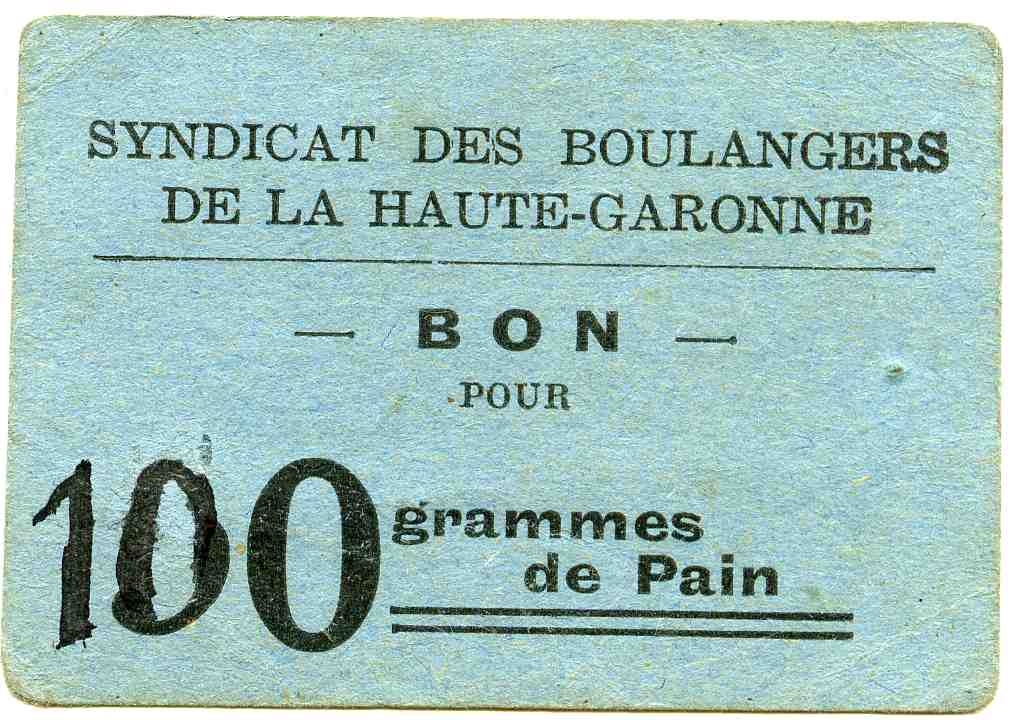 SYNDICAT DES BOULANGERS
DE LA HAUTE-GARONNE
— BON —
POUR
100 grammes
de Pain